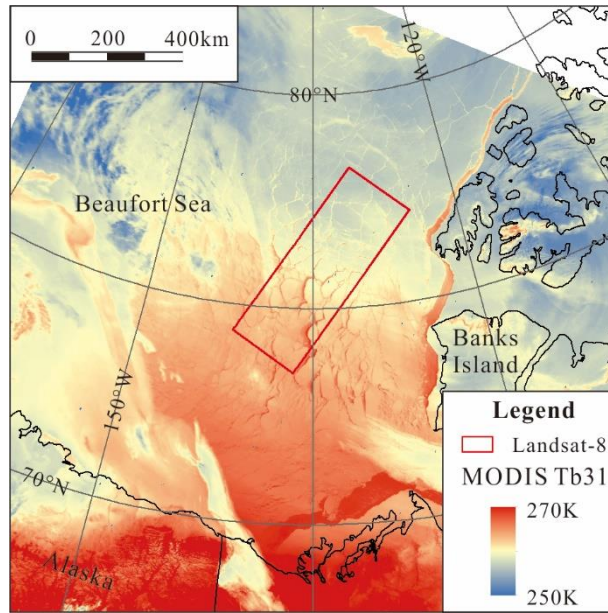 0 200 400km
120°W
80°N
Beaufort Sea
Banks
Island
150°W
70°N
Alaska
Legend
Landsat-8
MODIS Tb31
270K
250K